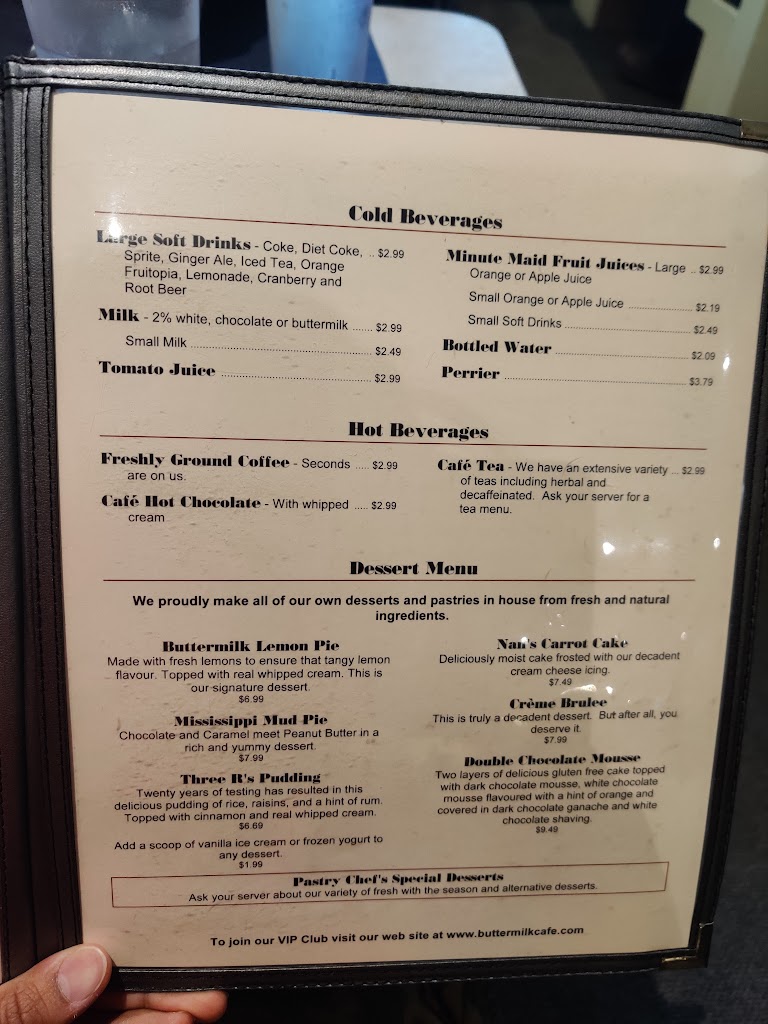 Cold Beverages
Large Soft Drinks - Coke, Diet Coke, .. $2.99
Sprite, Ginger Ale, Iced Tea, Orange
Fruitopia, Lemonade, Cranberry and
Root Beer
Milk - 2% white, chocolate or buttermilk ....... $2.99
Small Milk ........ $2.49
Tomato Juice ........ $2.99
Minute Maid Fruit Juices - Large .. $2.99
Orange or Apple Juice
Small Orange or Apple Juice ........ $2.19
Small Soft Drinks ........ $2.49
Bottled Water ........ $2.09
Perrier ........ $3.79
Hot Beverages
Freshly Ground Coffee - Seconds ..... $2.99
are on us.
Café Hot Chocolate - With whipped ..... $2.99
cream
Café Tea - We have an extensive variety ... $2.99
of teas including herbal and
decaffeinated. Ask your server for a
tea menu.
Dessert Menu
We proudly make all of our own desserts and pastries in house from fresh and natural
ingredients.
Buttermilk Lemon Pie
Made with fresh lemons to ensure that tangy lemon
flavour. Topped with real whipped cream. This is
our signature dessert.
$6.99
Mississippi Mud Pie
Chocolate and Caramel meet Peanut Butter in a
rich and yummy dessert.
$7.99
Three R's Pudding
Twenty years of testing has resulted in this
delicious pudding of rice, raisins, and a hint of rum.
Topped with cinnamon and real whipped cream.
$6.69
Add a scoop of vanilla ice cream or frozen yogurt to
any dessert.
$1.99
Nan's Carrot Cake
Deliciously moist cake frosted with our decadent
cream cheese icing.
$7.49
Crème Brulee
This is truly a decadent dessert. But after all, you
deserve it.
$7.99
Double Chocolate Mousse
Two layers of delicious gluten free cake topped
with dark chocolate mousse, white chocolate
mousse flavoured with a hint of orange and
covered in dark chocolate ganache and white
chocolate shaving.
$9.49
Pastry Chef's Special Desserts
Ask your server about our variety of fresh with the season and alternative desserts.
To join our VIP Club visit our web site at www.buttermilkcafe.com